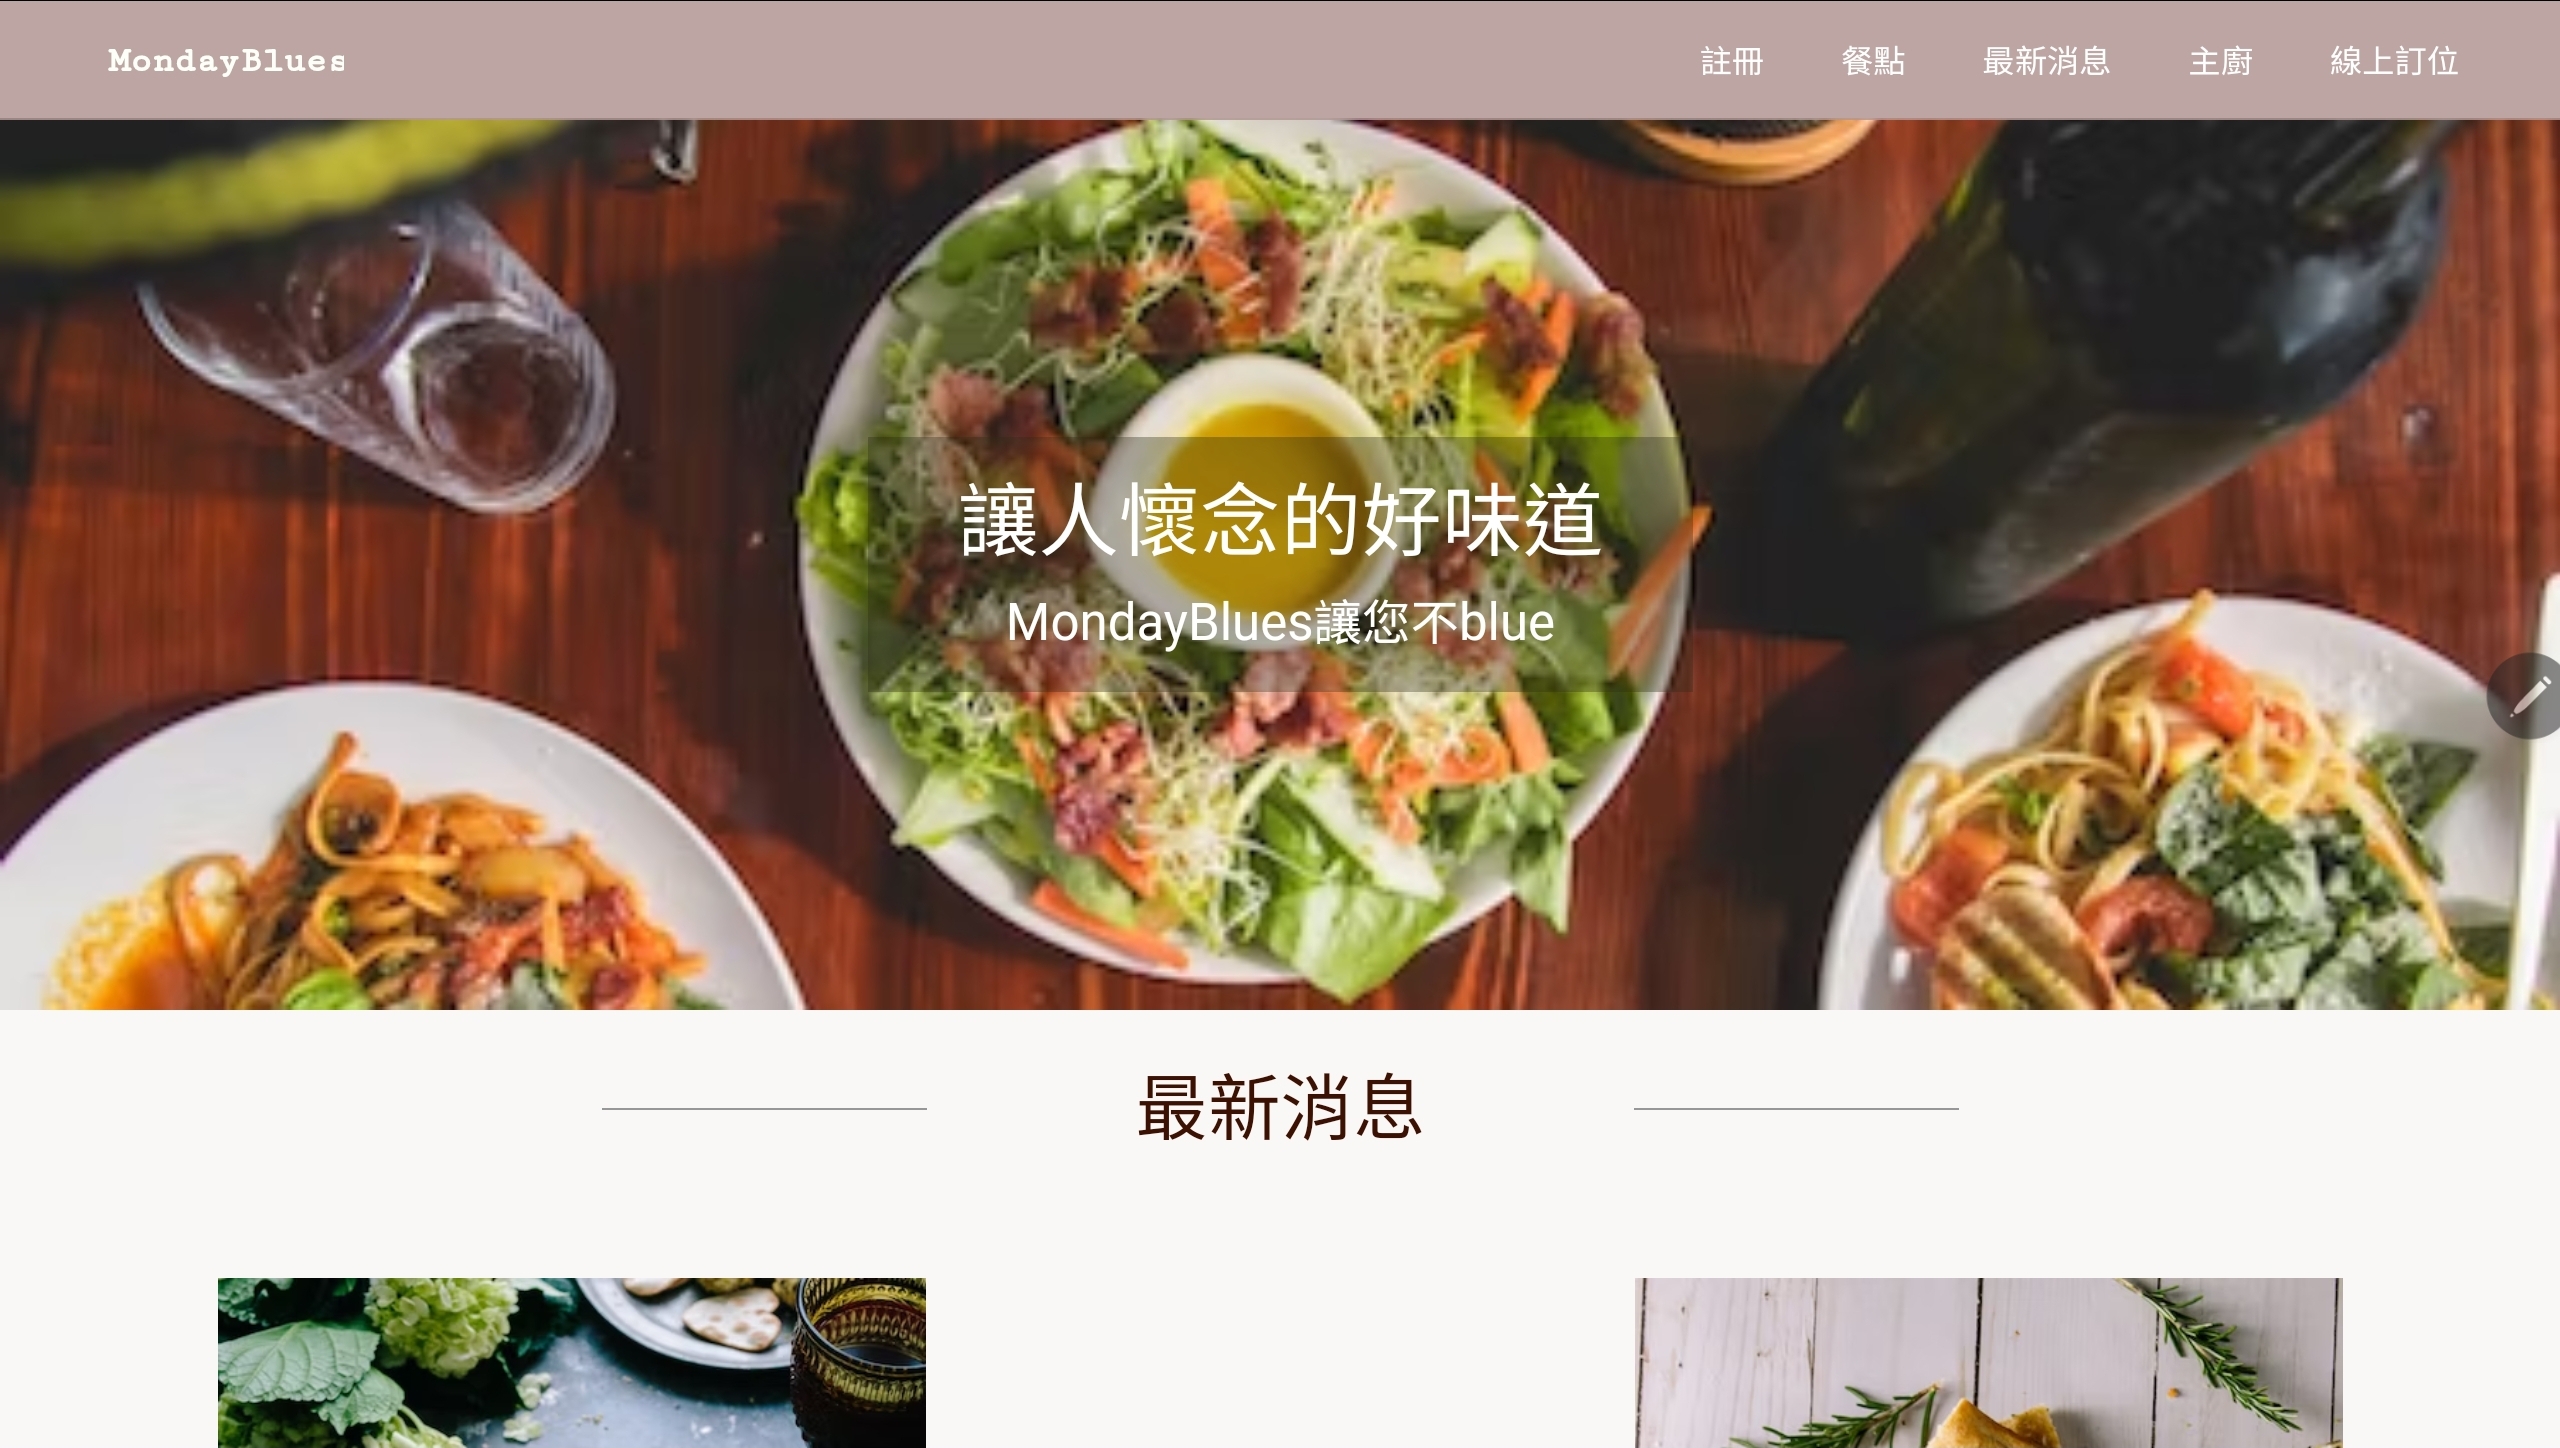 MondayBlues
註冊 餐點 最新消息 主廚 線上訂位
讓人懷念的好味道
MondayBlues讓您不blue
最新消息